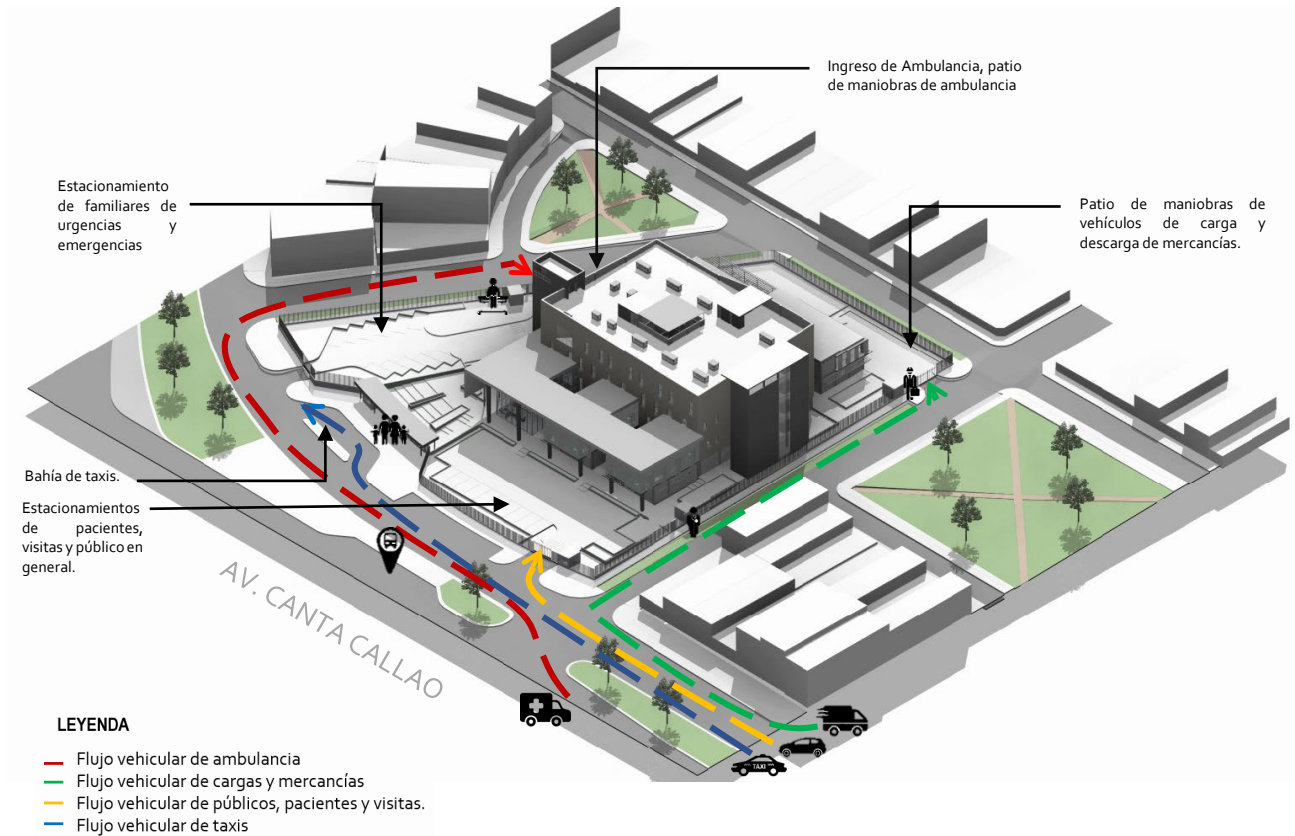 Ingreso de Ambulancia, patio
de maniobras de ambulancia
Estacionamiento
de familiares de
urgencias y
emergencias
Patio de maniobras de
vehículos de carga y
descarga de mercancías.
Bahía de taxis.
Estacionamientos
de pacientes,
visitas y público en
general.
AV. CANTA CALLAO
TAXI
LEYENDA
Flujo vehicular de ambulancia
Flujo vehicular de cargas y mercancías
Flujo vehicular de públicos, pacientes y visitas.
Flujo vehicular de taxis